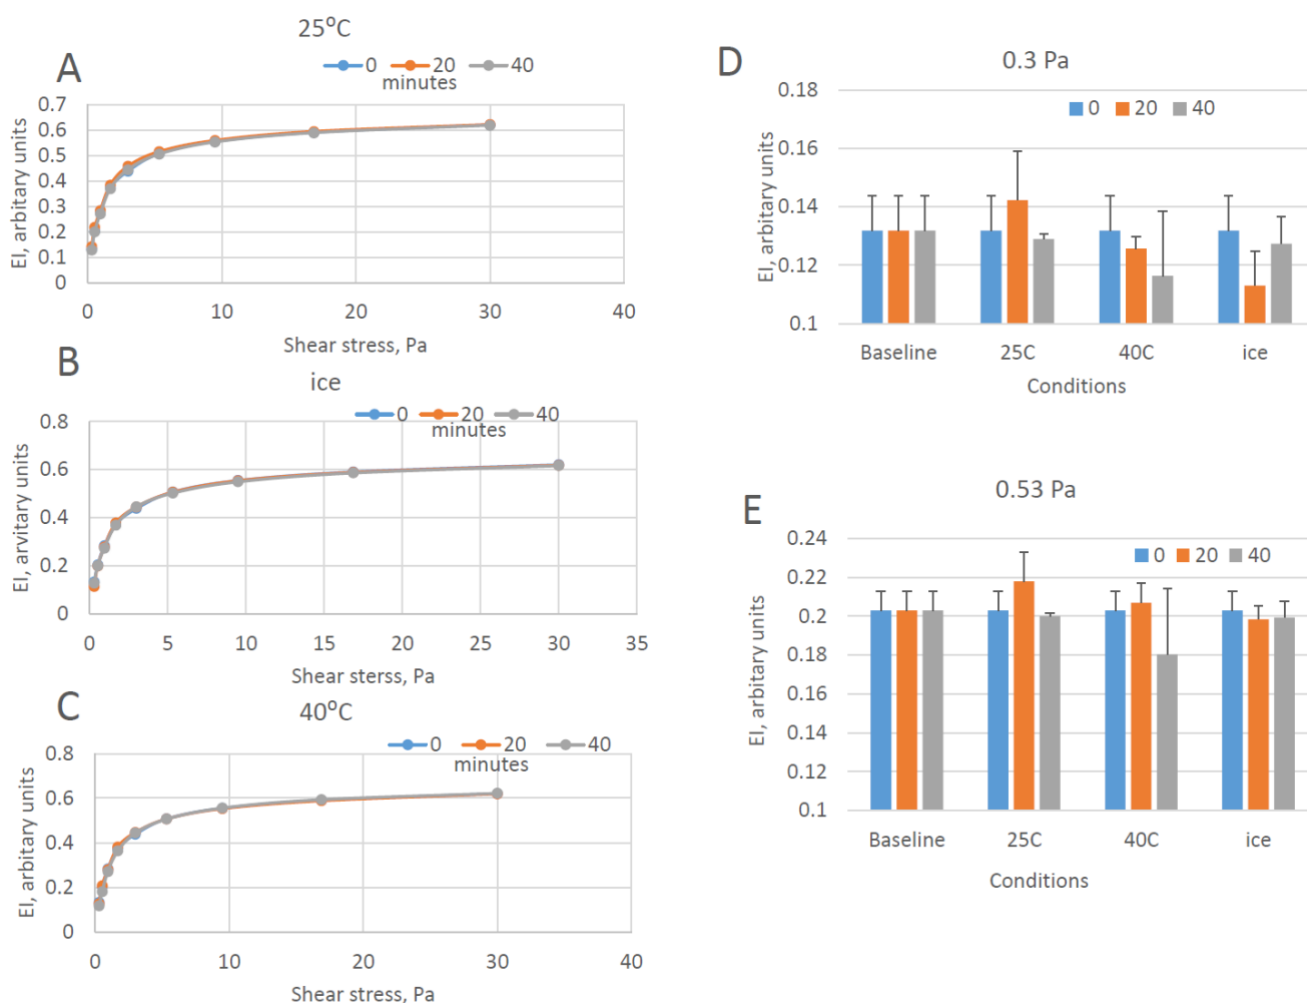 25°C
A
0 20 40
minutes
0.7
0.6
0.5
0.4
0.3
0.2
0.1
0
EI, arbitary units
0 10 20 30 40
Shear stress, Pa
B
ice
0 20 40
minutes
0.8
0.6
0.4
0.2
0
EI, arvitary units
0 5 10 15 20 25 30 35
Shear sterss, Pa
C
40°C
0 20 40
minutes
0.8
0.6
0.4
0.2
0
EI, arbitary units
0 10 20 30 40
Shear stress, Pa
D
0.3 Pa
0 20 40
0.18
0.16
0.14
0.12
0.1
EI, arbitary units
Baseline 25C 40C ice
Conditions
E
0.53 Pa
0 20 40
0.24
0.22
0.2
0.18
0.16
0.14
0.12
0.1
EI, arbitary units
Baseline 25C 40C ice
Conditions